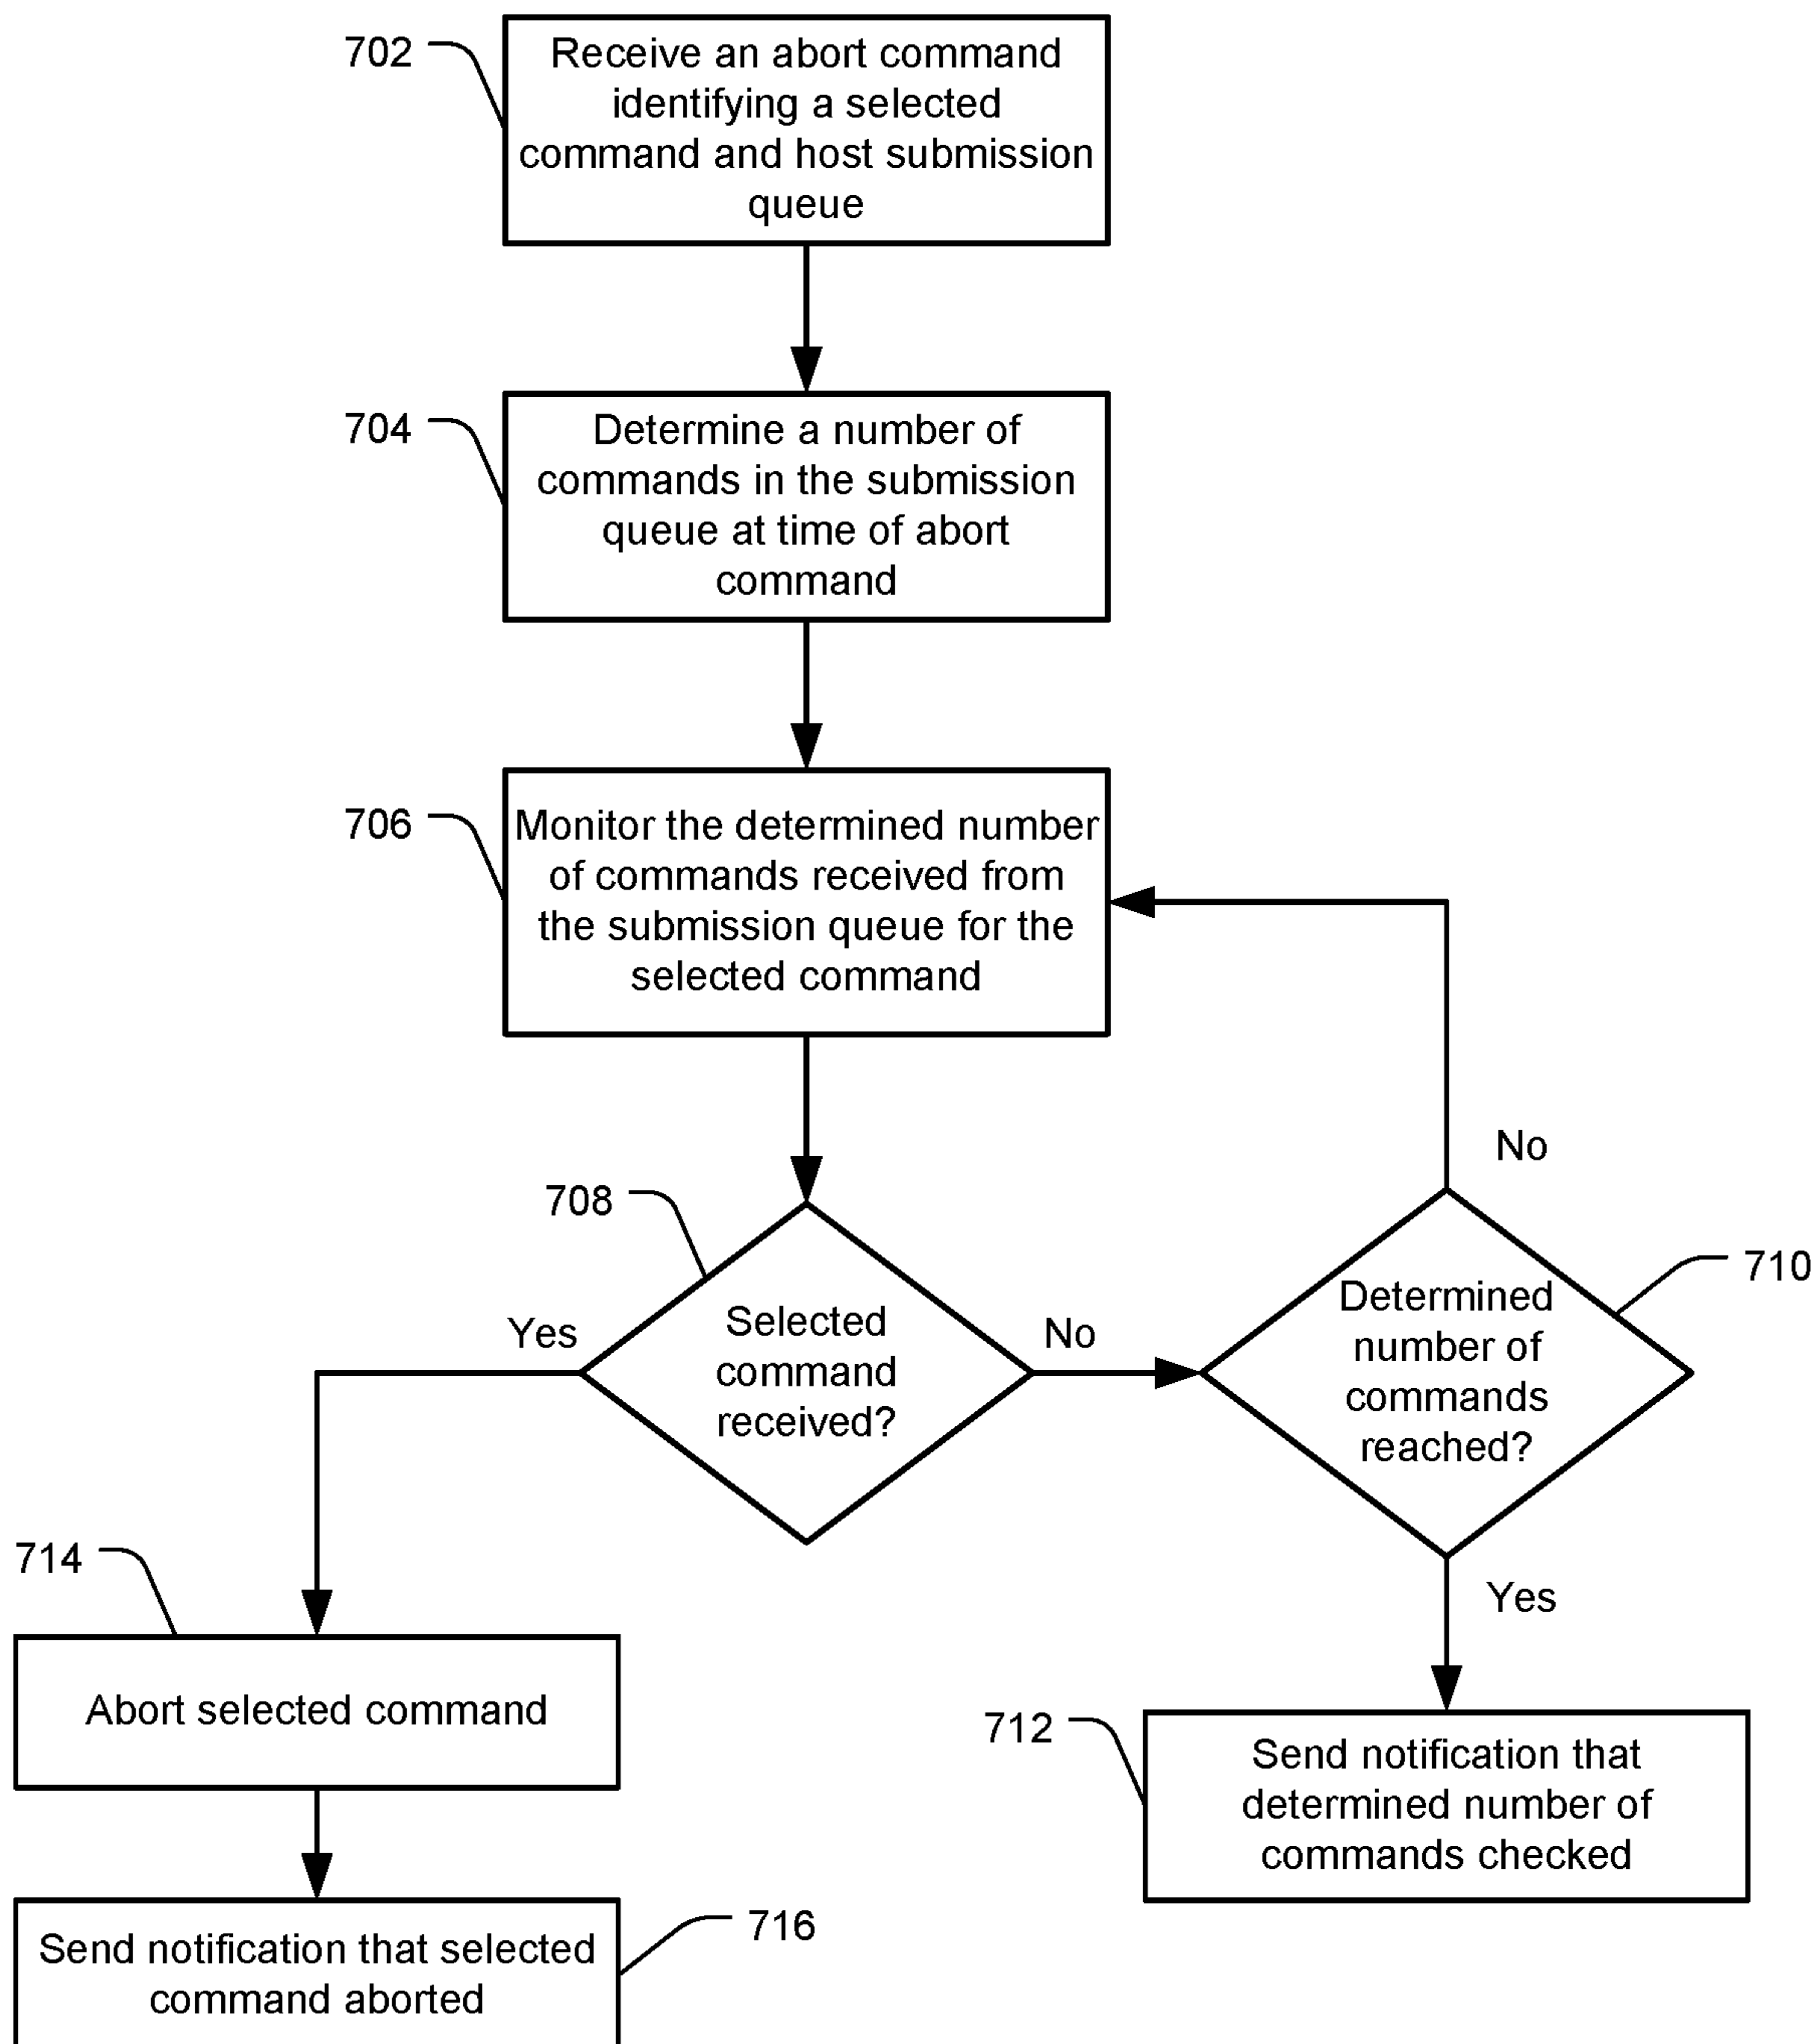 702
Receive an abort command
identifying a selected
command and host submission
queue
704
Determine a number of
commands in the submission
queue at time of abort
command
706
Monitor the determined number
of commands received from
the submission queue for the
selected command
708
Selected
command
received?
Yes
No
710
Determined
number of
commands
reached?
No
Yes
714
Abort selected command
712
Send notification that
determined number of
commands checked
716
Send notification that selected
command aborted